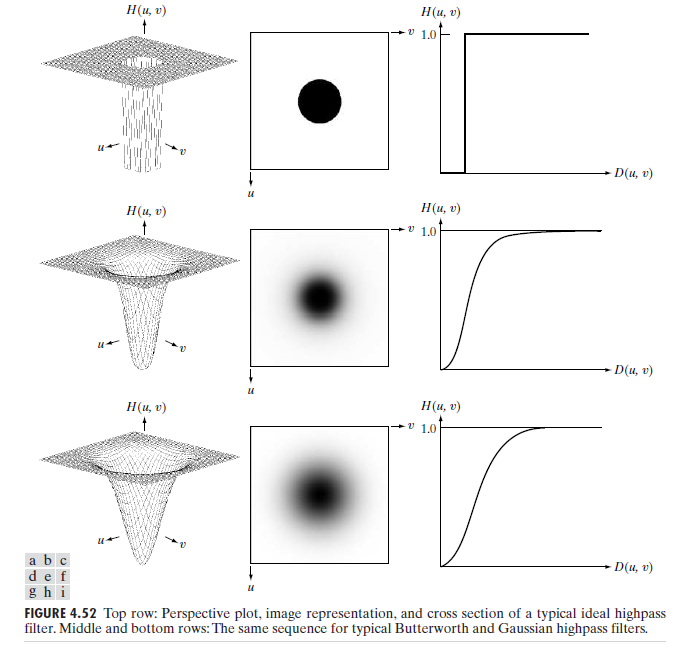 H(u, v)
H(u, v)
v
1.0
u
v
D(u, v)
u
H(u, v)
H(u, v)
v
1.0
u
v
D(u, v)
u
H(u, v)
H(u, v)
v
1.0
u
v
D(u, v)
u
a b c
d e f
g h i
FIGURE 4.52 Top row: Perspective plot, image representation, and cross section of a typical ideal highpass
filter. Middle and bottom rows: The same sequence for typical Butterworth and Gaussian highpass filters.